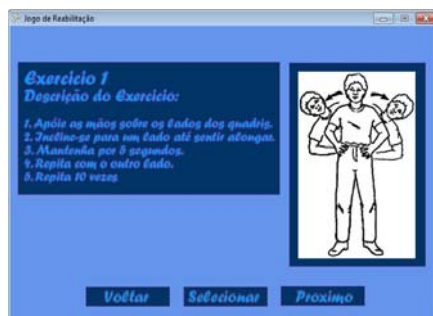 Jogo de Reabilitação
Exercicio 1
Descrição do Exercicio:
1. Apóie as mãos sobre os lados dos quadris.
2. Incline-se para um lado até sentir alongar.
3. Mantenha por 5 segundos.
4. Repita com o outro lado.
5. Repita 10 vezes
Voltar
Selecionar
Proximo